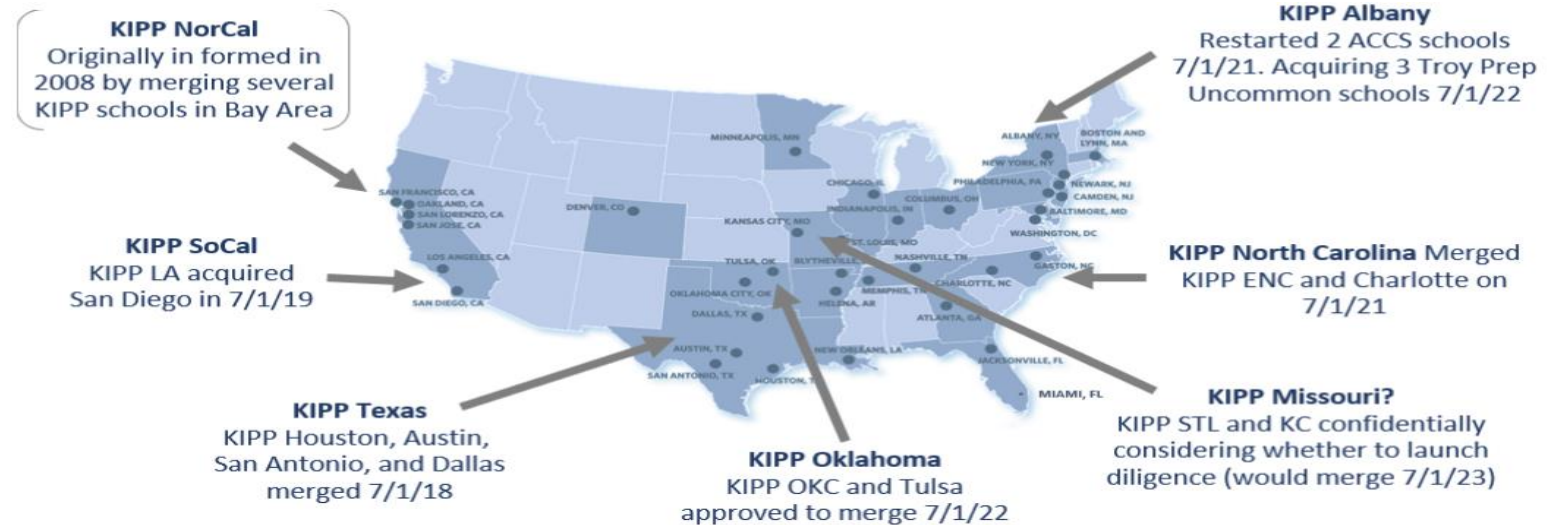 KIPP NorCal
Originally in formed in
2008 by merging several
KIPP schools in Bay Area
KIPP Albany
Restarted 2 ACCS schools
7/1/21. Acquiring 3 Troy Prep
Uncommon schools 7/1/22
MINNEAPOLIS, MN
ALBANY, NY
BOSTON AND
LYNN, MA
NEW YORK, NY
CHICAGO, IL
PHILADELPHIA, PA
NEWARK, NJ
SAN FRANCISCO, CA
OAKLAND, CA
SAN LORENZO, CA
SAN JOSE, CA
DENVER, CO
COLUMBUS, OH
CAMDEN, NJ
INDIANAPOLIS, IN
BALTIMORE, MD
KANSAS CITY, MO
WASHINGTON, DC
ST. LOUIS, MO
KIPP SoCal
KIPP LA acquired
San Diego in 7/1/19
LOS ANGELES, CA
SAN DIEGO, CA
TULSA, OK
BLYTHEVILLE,
NASHVILLE, TN
GASTON, NC
CHARLOTTE, NC
OKLAHOMA CITY, OK
MEMPHIS, TN
HELENA, AR
DALLAS, TX
ATLANTA, GA
KIPP North Carolina Merged
KIPP ENC and Charlotte on
7/1/21
AUSTIN, TX
NEW ORLEANS, LA
JACKSONVILLE, FL
SAN ANTONIO, TX
HOUSTON, T
MIAMI, FL
KIPP Texas
KIPP Houston, Austin,
San Antonio, and Dallas
merged 7/1/18
KIPP Oklahoma
KIPP OKC and Tulsa
approved to merge 7/1/22
KIPP Missouri?
KIPP STL and KC confidentially
considering whether to launch
diligence (would merge 7/1/23)